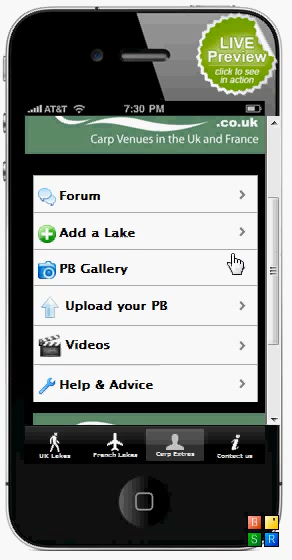 LIVE
Preview
click to see
in action
AT&T 7:30 PM
.co.uk
Carp Venues in the Uk and France
Forum
Add a Lake
PB Gallery
Upload your PB
Videos
Help & Advice
UK Lakes French Lakes Carp Extras Contact us
B
S R